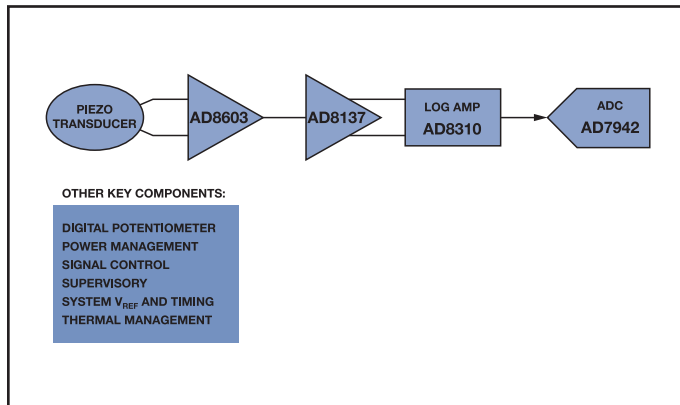 PIEZO
TRANSDUCER
AD8603
AD8137
LOG AMP
AD8310
ADC
AD7942
OTHER KEY COMPONENTS:
DIGITAL POTENTIOMETER
POWER MANAGEMENT
SIGNAL CONTROL
SUPERVISORY
SYSTEM VREF AND TIMING
THERMAL MANAGEMENT